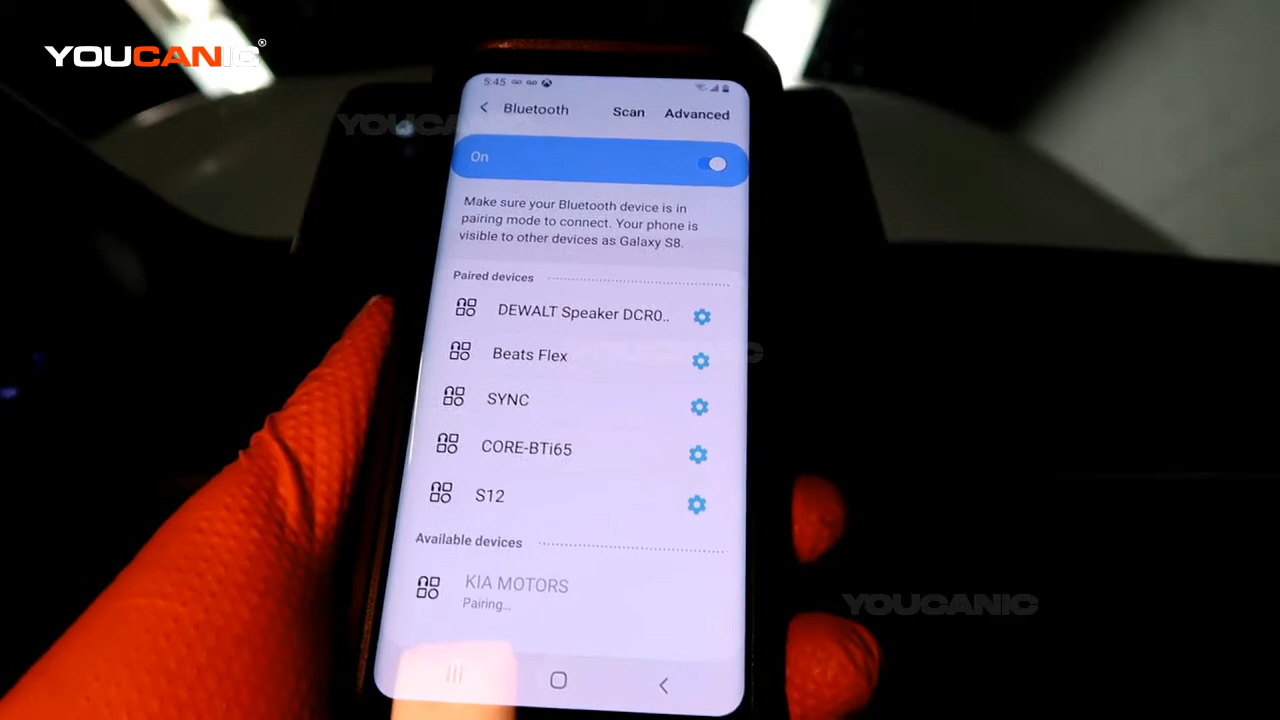 YOUCANIC®
5:45
Bluetooth Scan Advanced
YOUCANIC
On
Make sure your Bluetooth device is in
pairing mode to connect. Your phone is
visible to other devices as Galaxy S8.
Paired devices
DEWALT Speaker DCR0..
Beats Flex
YOUCANIC
SYNC
CORE-BTi65
S12
Available devices
KIA MOTORS
Pairing...
YOUCANIC